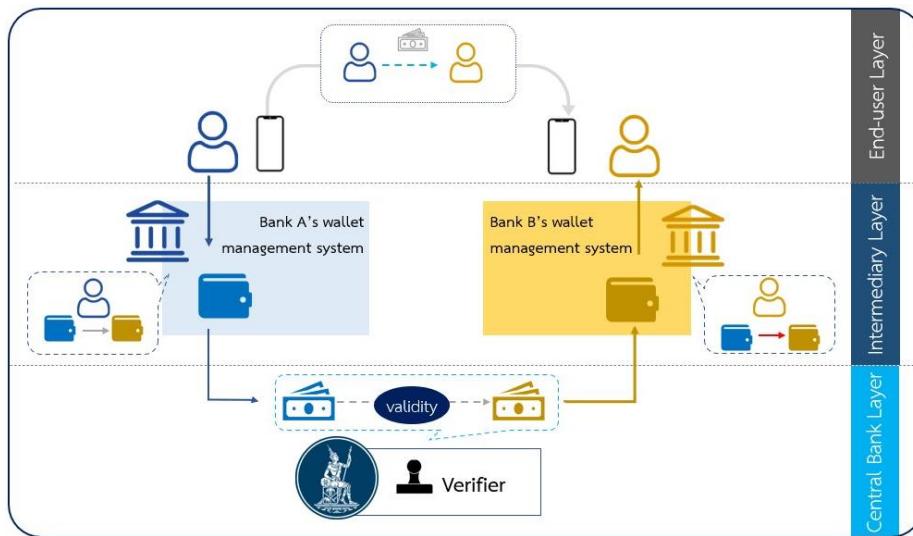 End-user Layer
Bank A's wallet
management system
Bank B's wallet
management system
Intermediary Layer
validity
Verifier
Central Bank Layer